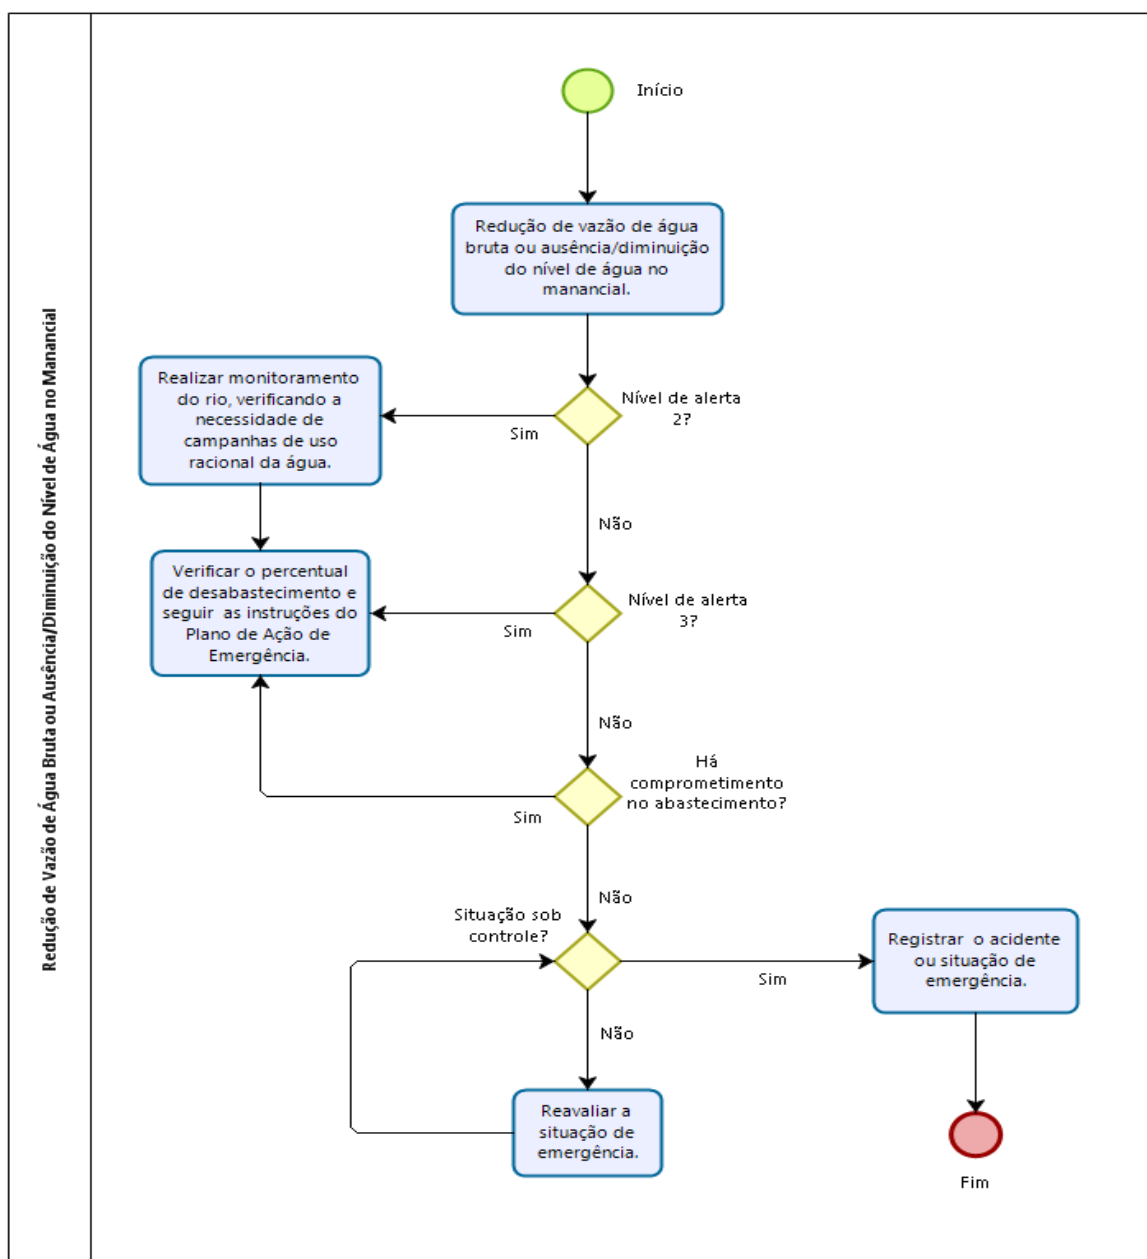 Redução de Vazão de Água Bruta ou Ausência/Diminuição do Nível de Água no Manancial
Início
Redução de vazão de água
bruta ou ausência/diminuição
do nível de água no
manancial.
Nível de alerta
2?
Sim
Realizar monitoramento
do rio, verificando a
necessidade de
campanhas de uso
racional da água.
Não
Nível de alerta
3?
Sim
Verificar o percentual
de desabastecimento e
seguir as instruções do
Plano de Ação de
Emergência.
Não
Há
comprometimento
no abastecimento?
Sim
Não
Situação sob
controle?
Sim
Registrar o acidente
ou situação de
emergência.
Não
Reavaliar a
situação de
emergência.
Fim